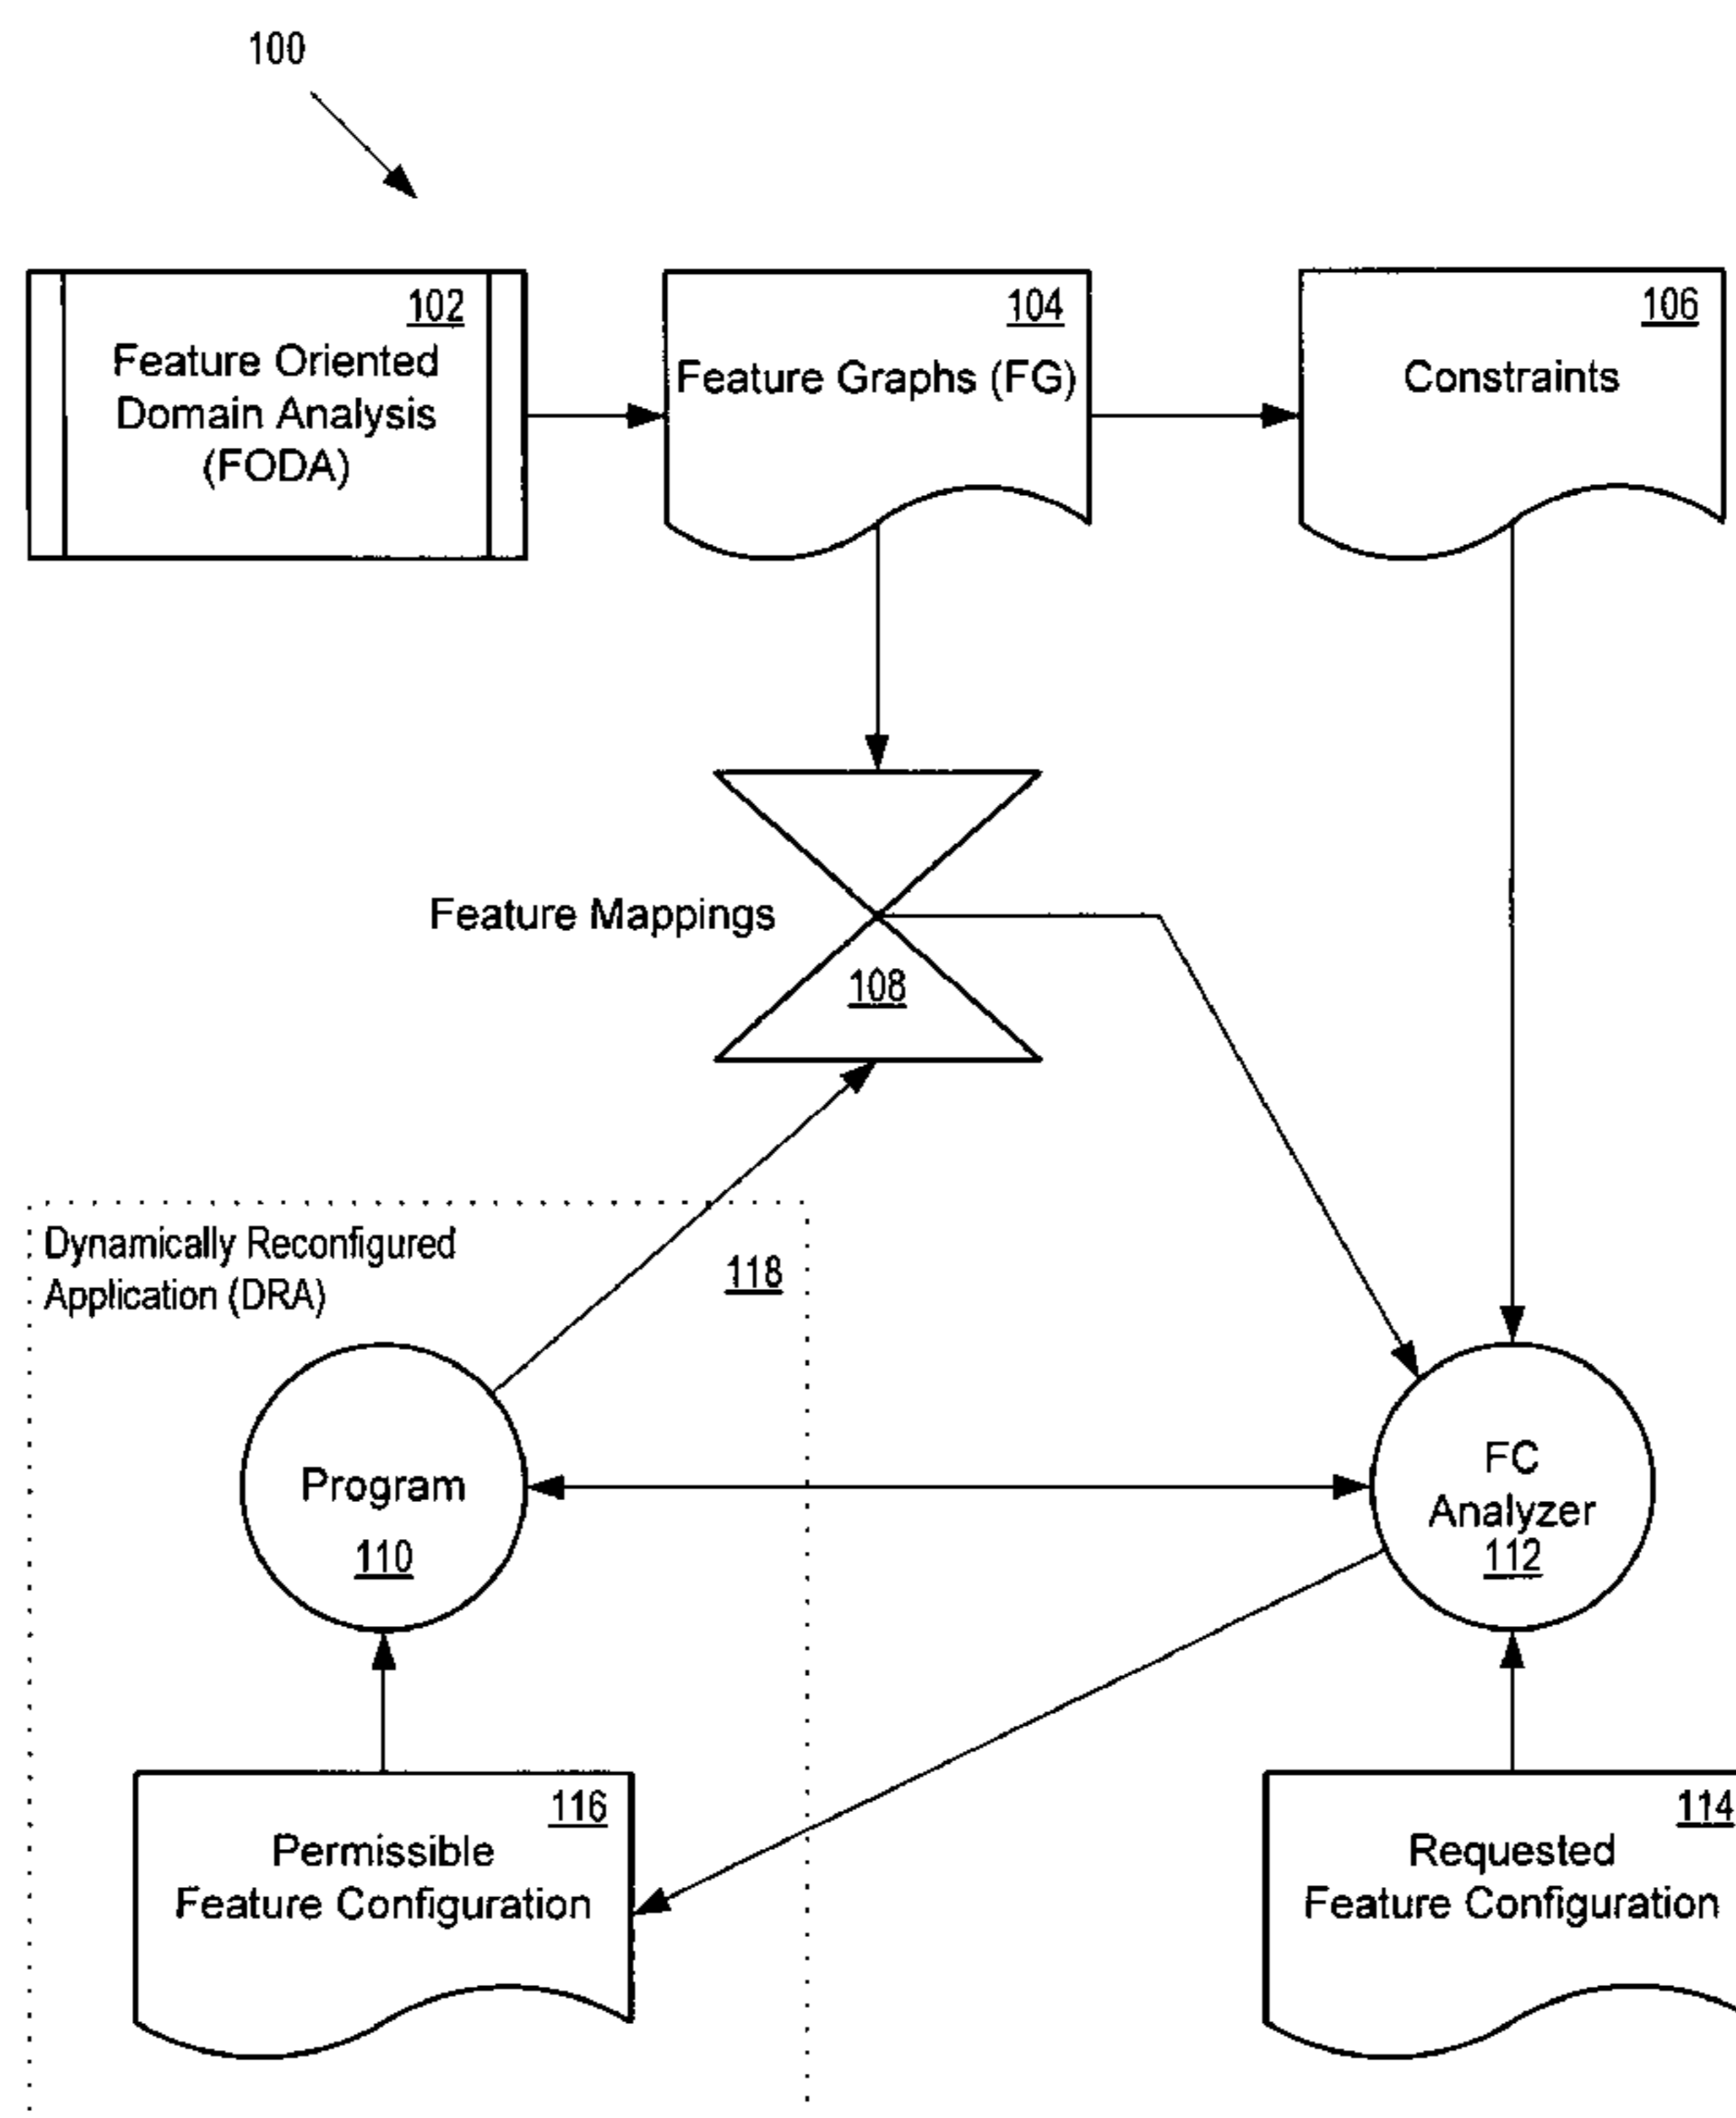 100
102
Feature Oriented
Domain Analysis
(FODA)
104
Feature Graphs (FG)
106
Constraints
Feature Mappings
108
Dynamically Reconfigured
Application (DRA)
118
Program
110
FC
Analyzer
112
116
Permissible
Feature Configuration
114
Requested
Feature Configuration